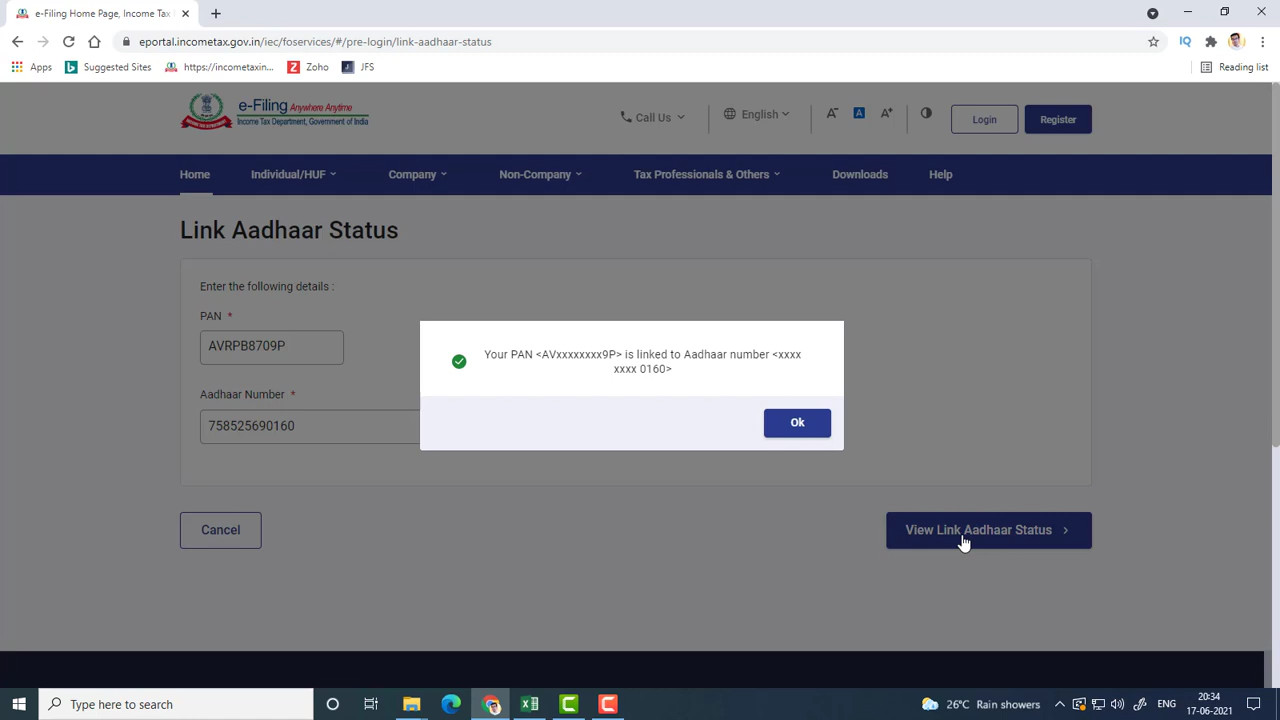 e-Filing Home Page, Income Tax
eportal.incometax.gov.in/iec/foservices/#/pre-login/link-aadhaar-status
IQ
Apps
Suggested Sites
https://incometaxin...
Zoho
JFS
Reading list
e-Filing Anywhere Anytime
Income Tax Department, Government of India
Call Us
English
A-
A
A+
Login
Register
Home
Individual/HUF
Company
Non-Company
Tax Professionals & Others
Downloads
Help
Link Aadhaar Status
Enter the following details :
PAN *
AVRPB8709P
Your PAN <AVxxxxxxxx9P> is linked to Aadhaar number <xxxx
xxxx 0160>
Aadhaar Number *
758525690160
Ok
Cancel
View Link Aadhaar Status
Type here to search
26°C Rain showers
ENG
20:34
17-06-2021